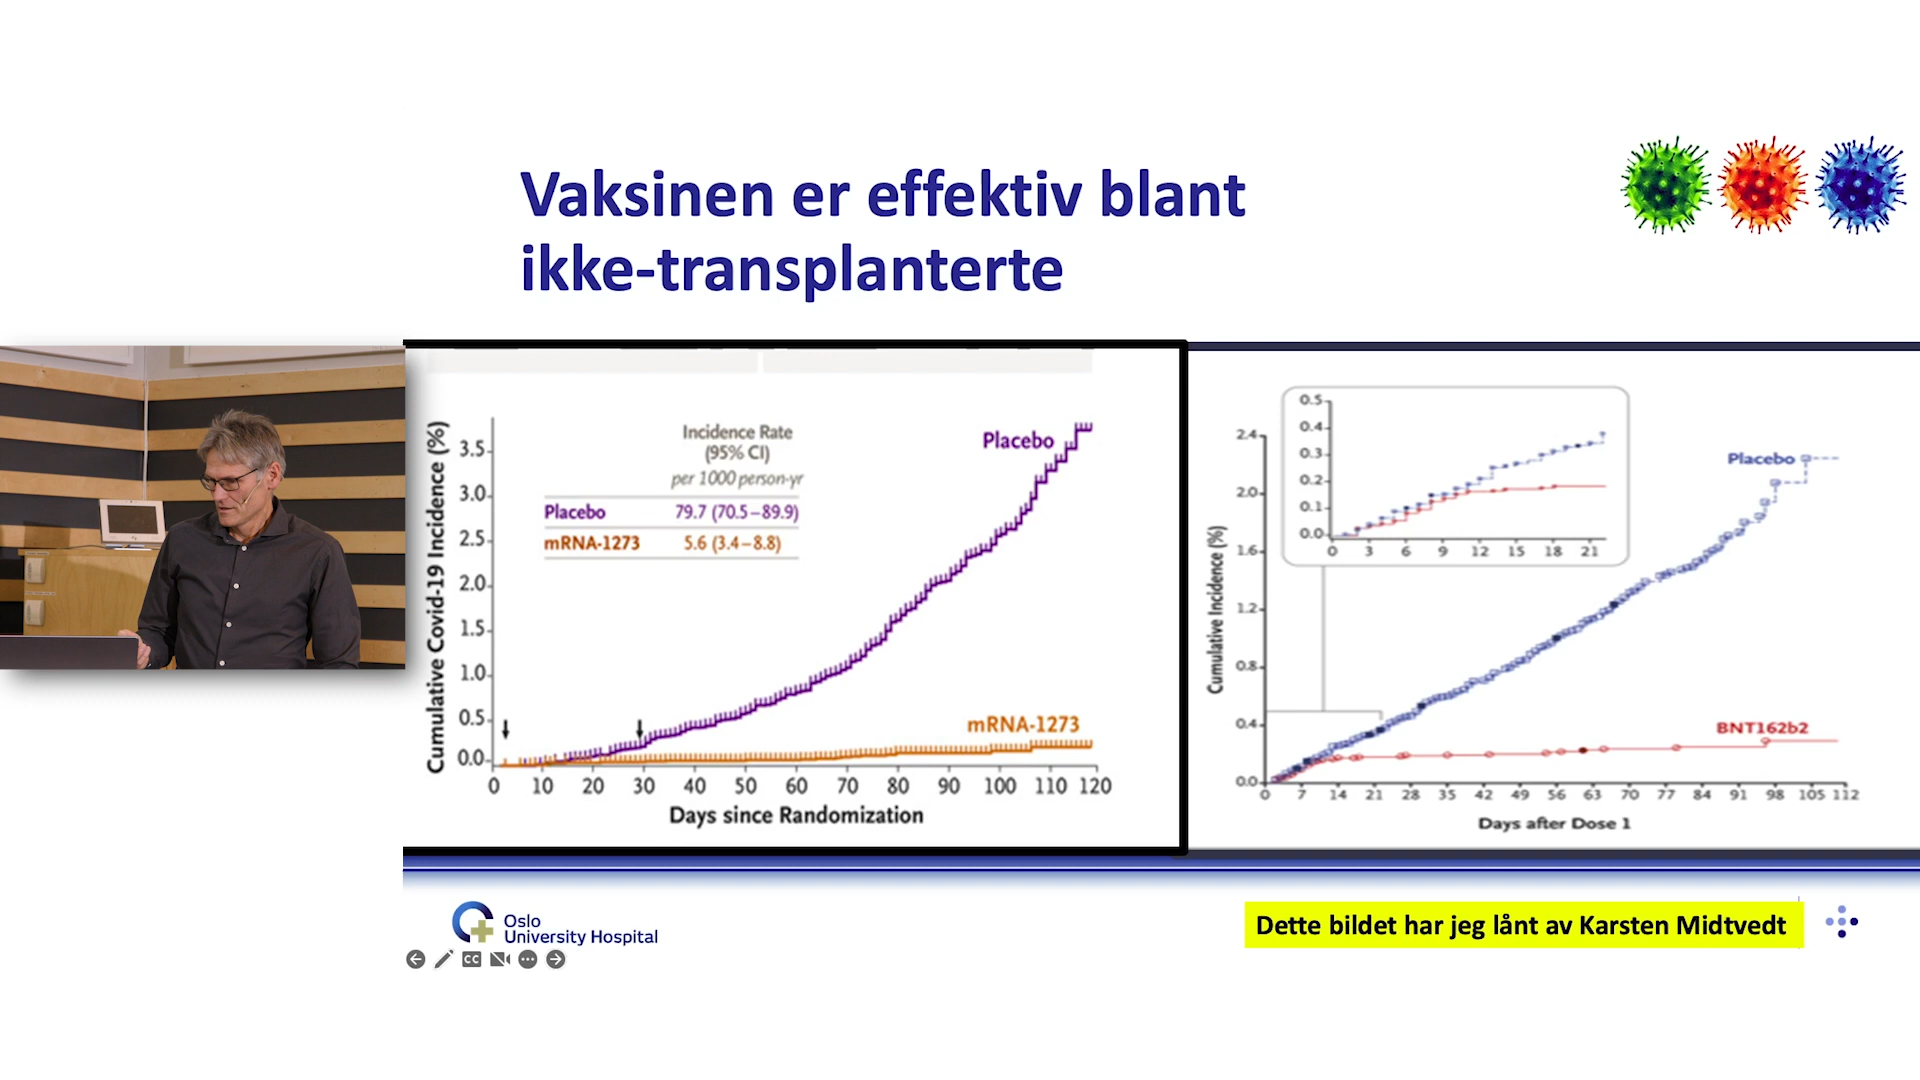 Vaksinen er effektiv blant
ikke-transplanterte
Cumulative Covid-19 Incidence (%)
3.5
3.0
2.5
2.0
1.5
1.0
0.5
0.0
Incidence Rate
(95% CI)
per 1000 person-yr
Placebo 79.7 (70.5–89.9)
mRNA-1273 5.6 (3.4–8.8)
Placebo
mRNA-1273
0 10 20 30 40 50 60 70 80 90 100 110 120
Days since Randomization
Cumulative Incidence (%)
2.4
2.0
1.6
1.2
0.8
0.4
0.0
0.5
0.4
0.3
0.2
0.1
0.0
0 3 6 9 12 15 18 21
Placebo
BNT162b2
0 7 14 21 28 35 42 49 56 63 70 77 84 91 98 105 112
Days after Dose 1
Oslo
University Hospital
CC
Dette bildet har jeg lånt av Karsten Midtvedt